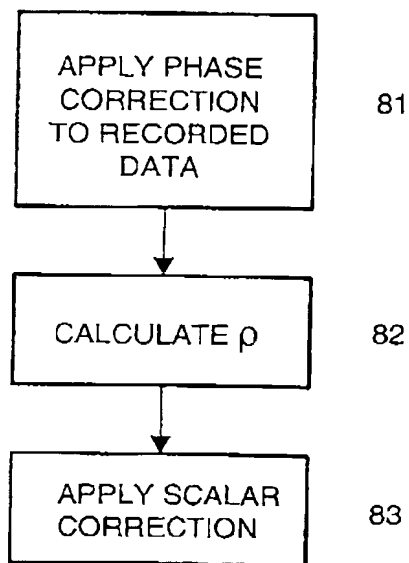 APPLY PHASE
CORRECTION
TO RECORDED
DATA
81
CALCULATE ρ
82
APPLY SCALAR
CORRECTION
83